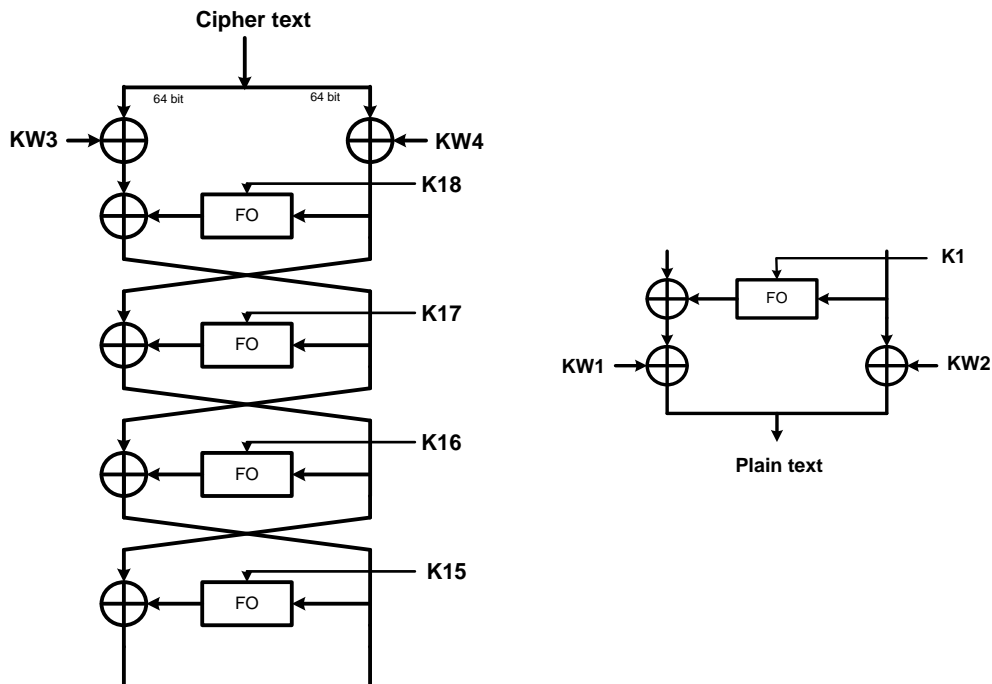 Cipher text
64 bit 64 bit
KW3 KW4
K18
FO
K17
FO
K16
FO
K15
FO
K1
FO
KW1 KW2
Plain text